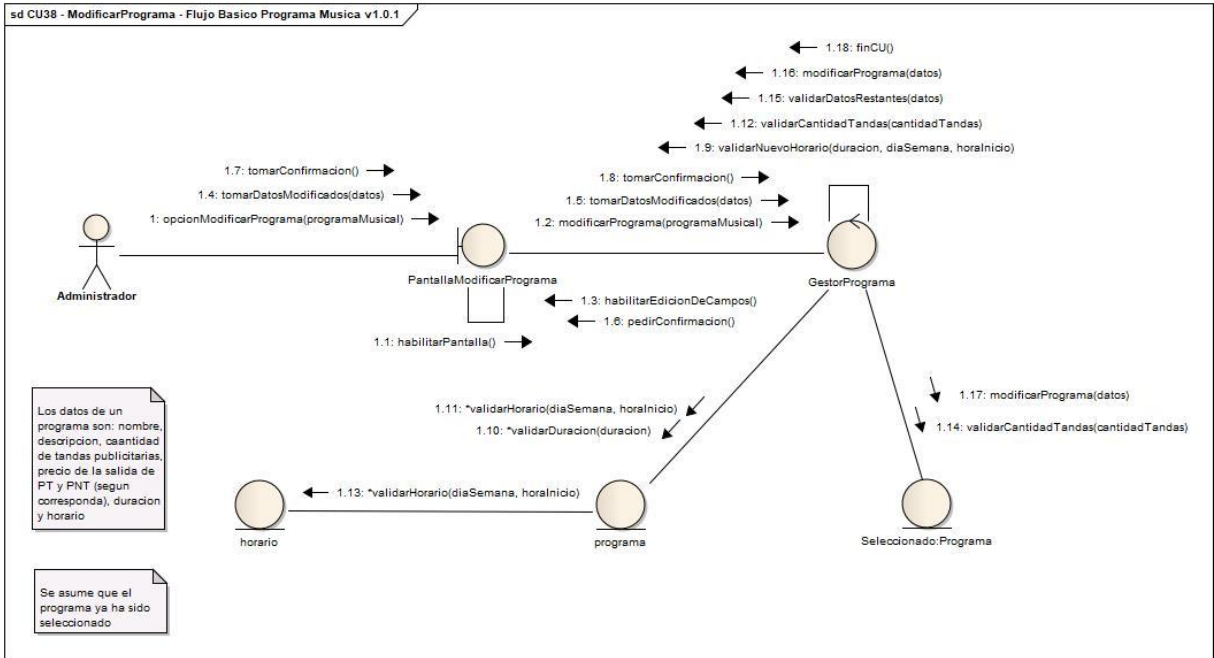 sd CU38 - ModificarPrograma - Flujo Basico Programa Musica v1.0.1
1.18: finCU()
1.16: modificarPrograma(datos)
1.15: validarDatosRestantes(datos)
1.12: validarCantidadTandas(cantidadTandas)
1.9: validarNuevoHorario(duracion, diaSemana, horaInicio)
1.7: tomarConfirmacion()
1.4: tomarDatosModificados(datos)
1: opcionModificarPrograma(programaMusical)
1.8: tomarConfirmacion()
1.5: tomarDatosModificados(datos)
1.2: modificarPrograma(programaMusical)
Administrador
PantallaModificarPrograma
GestorPrograma
1.3: habilitarEdicionDeCampos()
1.6: pedirConfirmacion()
1.1: habilitarPantalla()
1.11: *validarHorario(diaSemana, horaInicio)
1.10: *validarDuracion(duracion)
1.17: modificarPrograma(datos)
1.14: validarCantidadTandas(cantidadTandas)
Los datos de un
programa son: nombre,
descripcion, caantidad
de tandas publicitarias,
precio de la salida de
PT y PNT (segun
corresponda), duracion
y horario
1.13: *validarHorario(diaSemana, horaInicio)
horario
programa
Seleccionado:Programa
Se asume que el
programa ya ha sido
seleccionado